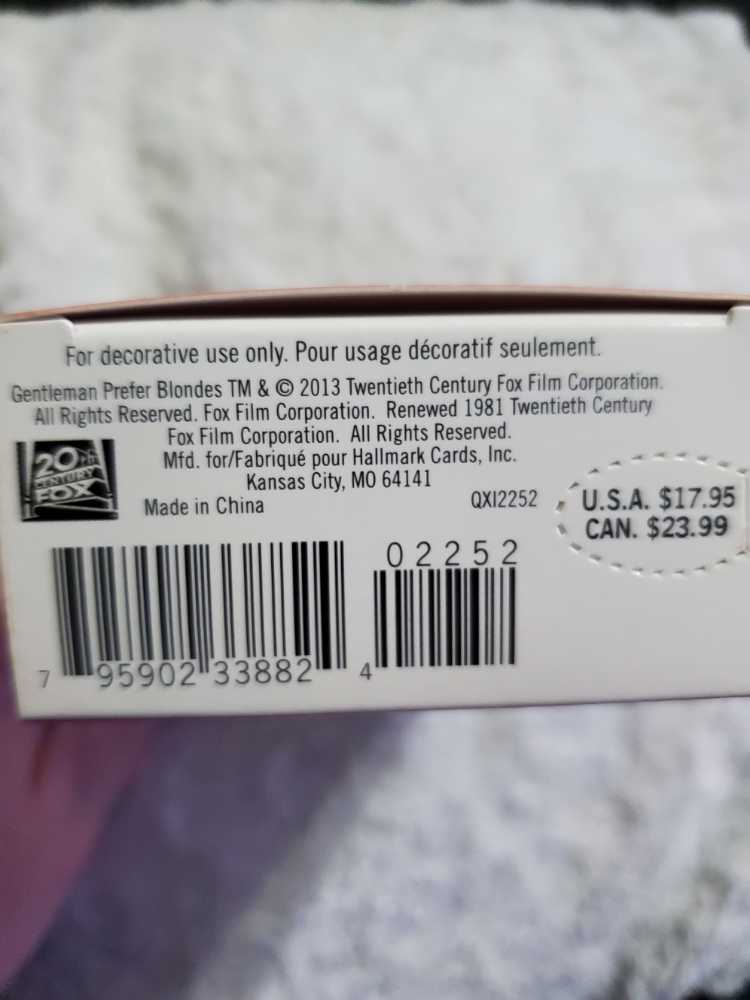 For decorative use only. Pour usage décoratif seulement.
Gentleman Prefer Blondes TM & © 2013 Twentieth Century Fox Film Corporation.
All Rights Reserved. Fox Film Corporation. Renewed 1981 Twentieth Century
Fox Film Corporation. All Rights Reserved.
Mfd. for/Fabriqué pour Hallmark Cards, Inc.
Kansas City, MO 64141
20th
CENTURY
FOX
Made in China
QXI2252
U.S.A. $17.95
CAN. $23.99
02252
7 95902 33882 4